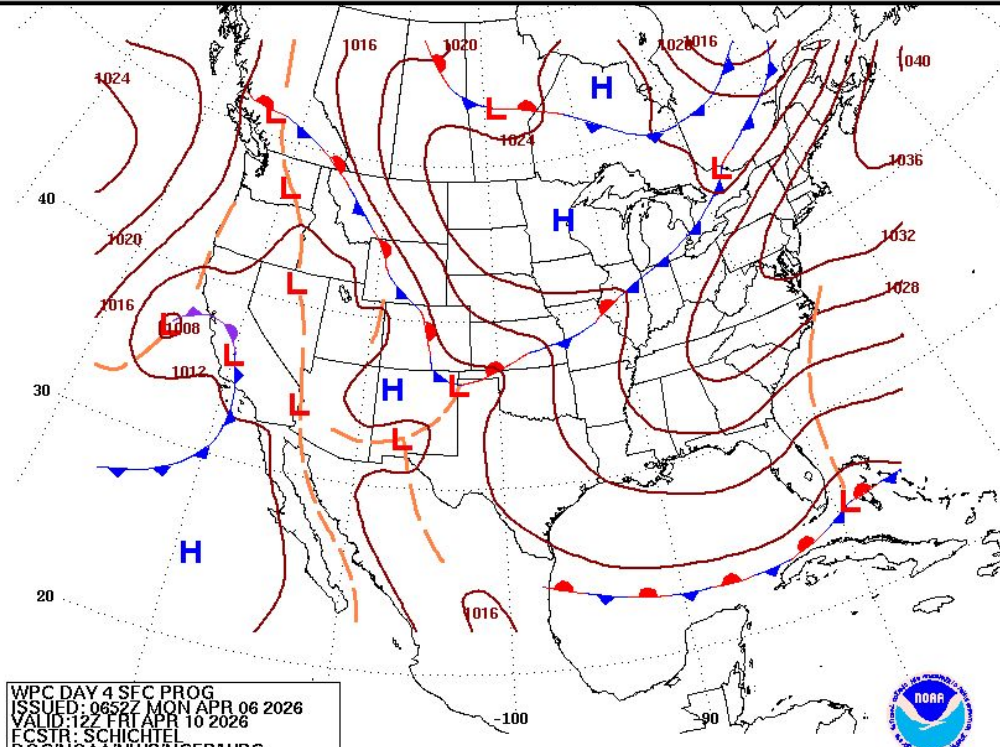 1016
1020
1020
1016
1040
1024
H
L
L
1024
L
1036
L
40
H
1020
1032
L
1028
1016
L
1008
L
1012
H
L
30
L
L
L
H
20
1016
WPC DAY 4 SFC PROG
ISSUED: 0652Z MON APR 06 2026
VALID:12Z FRI APR 10 2026
FCSTR: SCHICHTEL
-100
-90
NOAA